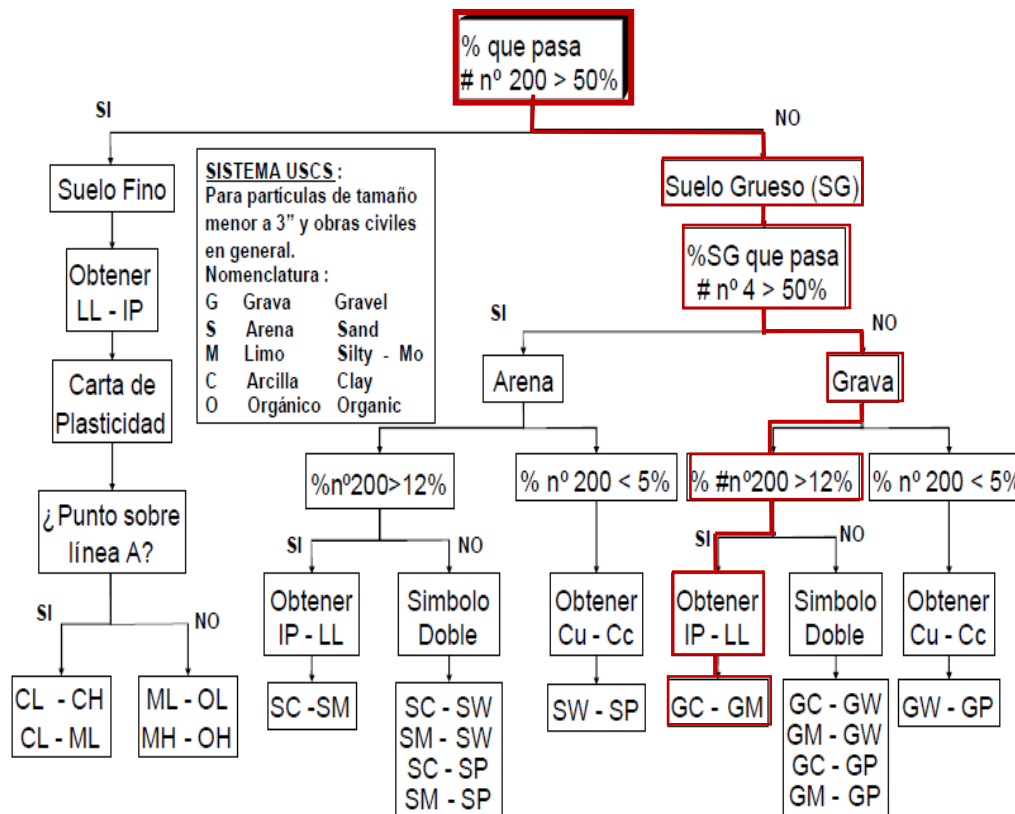 % que pasa
# nº 200 > 50%
SI
NO
Suelo Fino
SISTEMA USCS :
Para partículas de tamaño
menor a 3” y obras civiles
en general.
Nomenclatura :
G Grava Gravel
S Arena Sand
M Limo Silty - Mo
C Arcilla Clay
O Orgánico Organic
Suelo Grueso (SG)
Obtener
LL - IP
%SG que pasa
# nº 4 > 50%
SI
NO
Carta de
Plasticidad
Arena
Grava
¿Punto sobre
línea A?
%nº200>12%
% nº 200 < 5%
% #nº200 >12%
% nº 200 < 5%
SI
NO
SI
NO
Obtener
IP - LL
Simbolo
Doble
Obtener
Cu - Cc
Obtener
IP - LL
Simbolo
Doble
Obtener
Cu - Cc
SI
NO
CL - CH
CL - ML
ML - OL
MH - OH
SC -SM
SC - SW
SM - SW
SC - SP
SM - SP
SW - SP
GC - GM
GC - GW
GM - GW
GC - GP
GM - GP
GW - GP